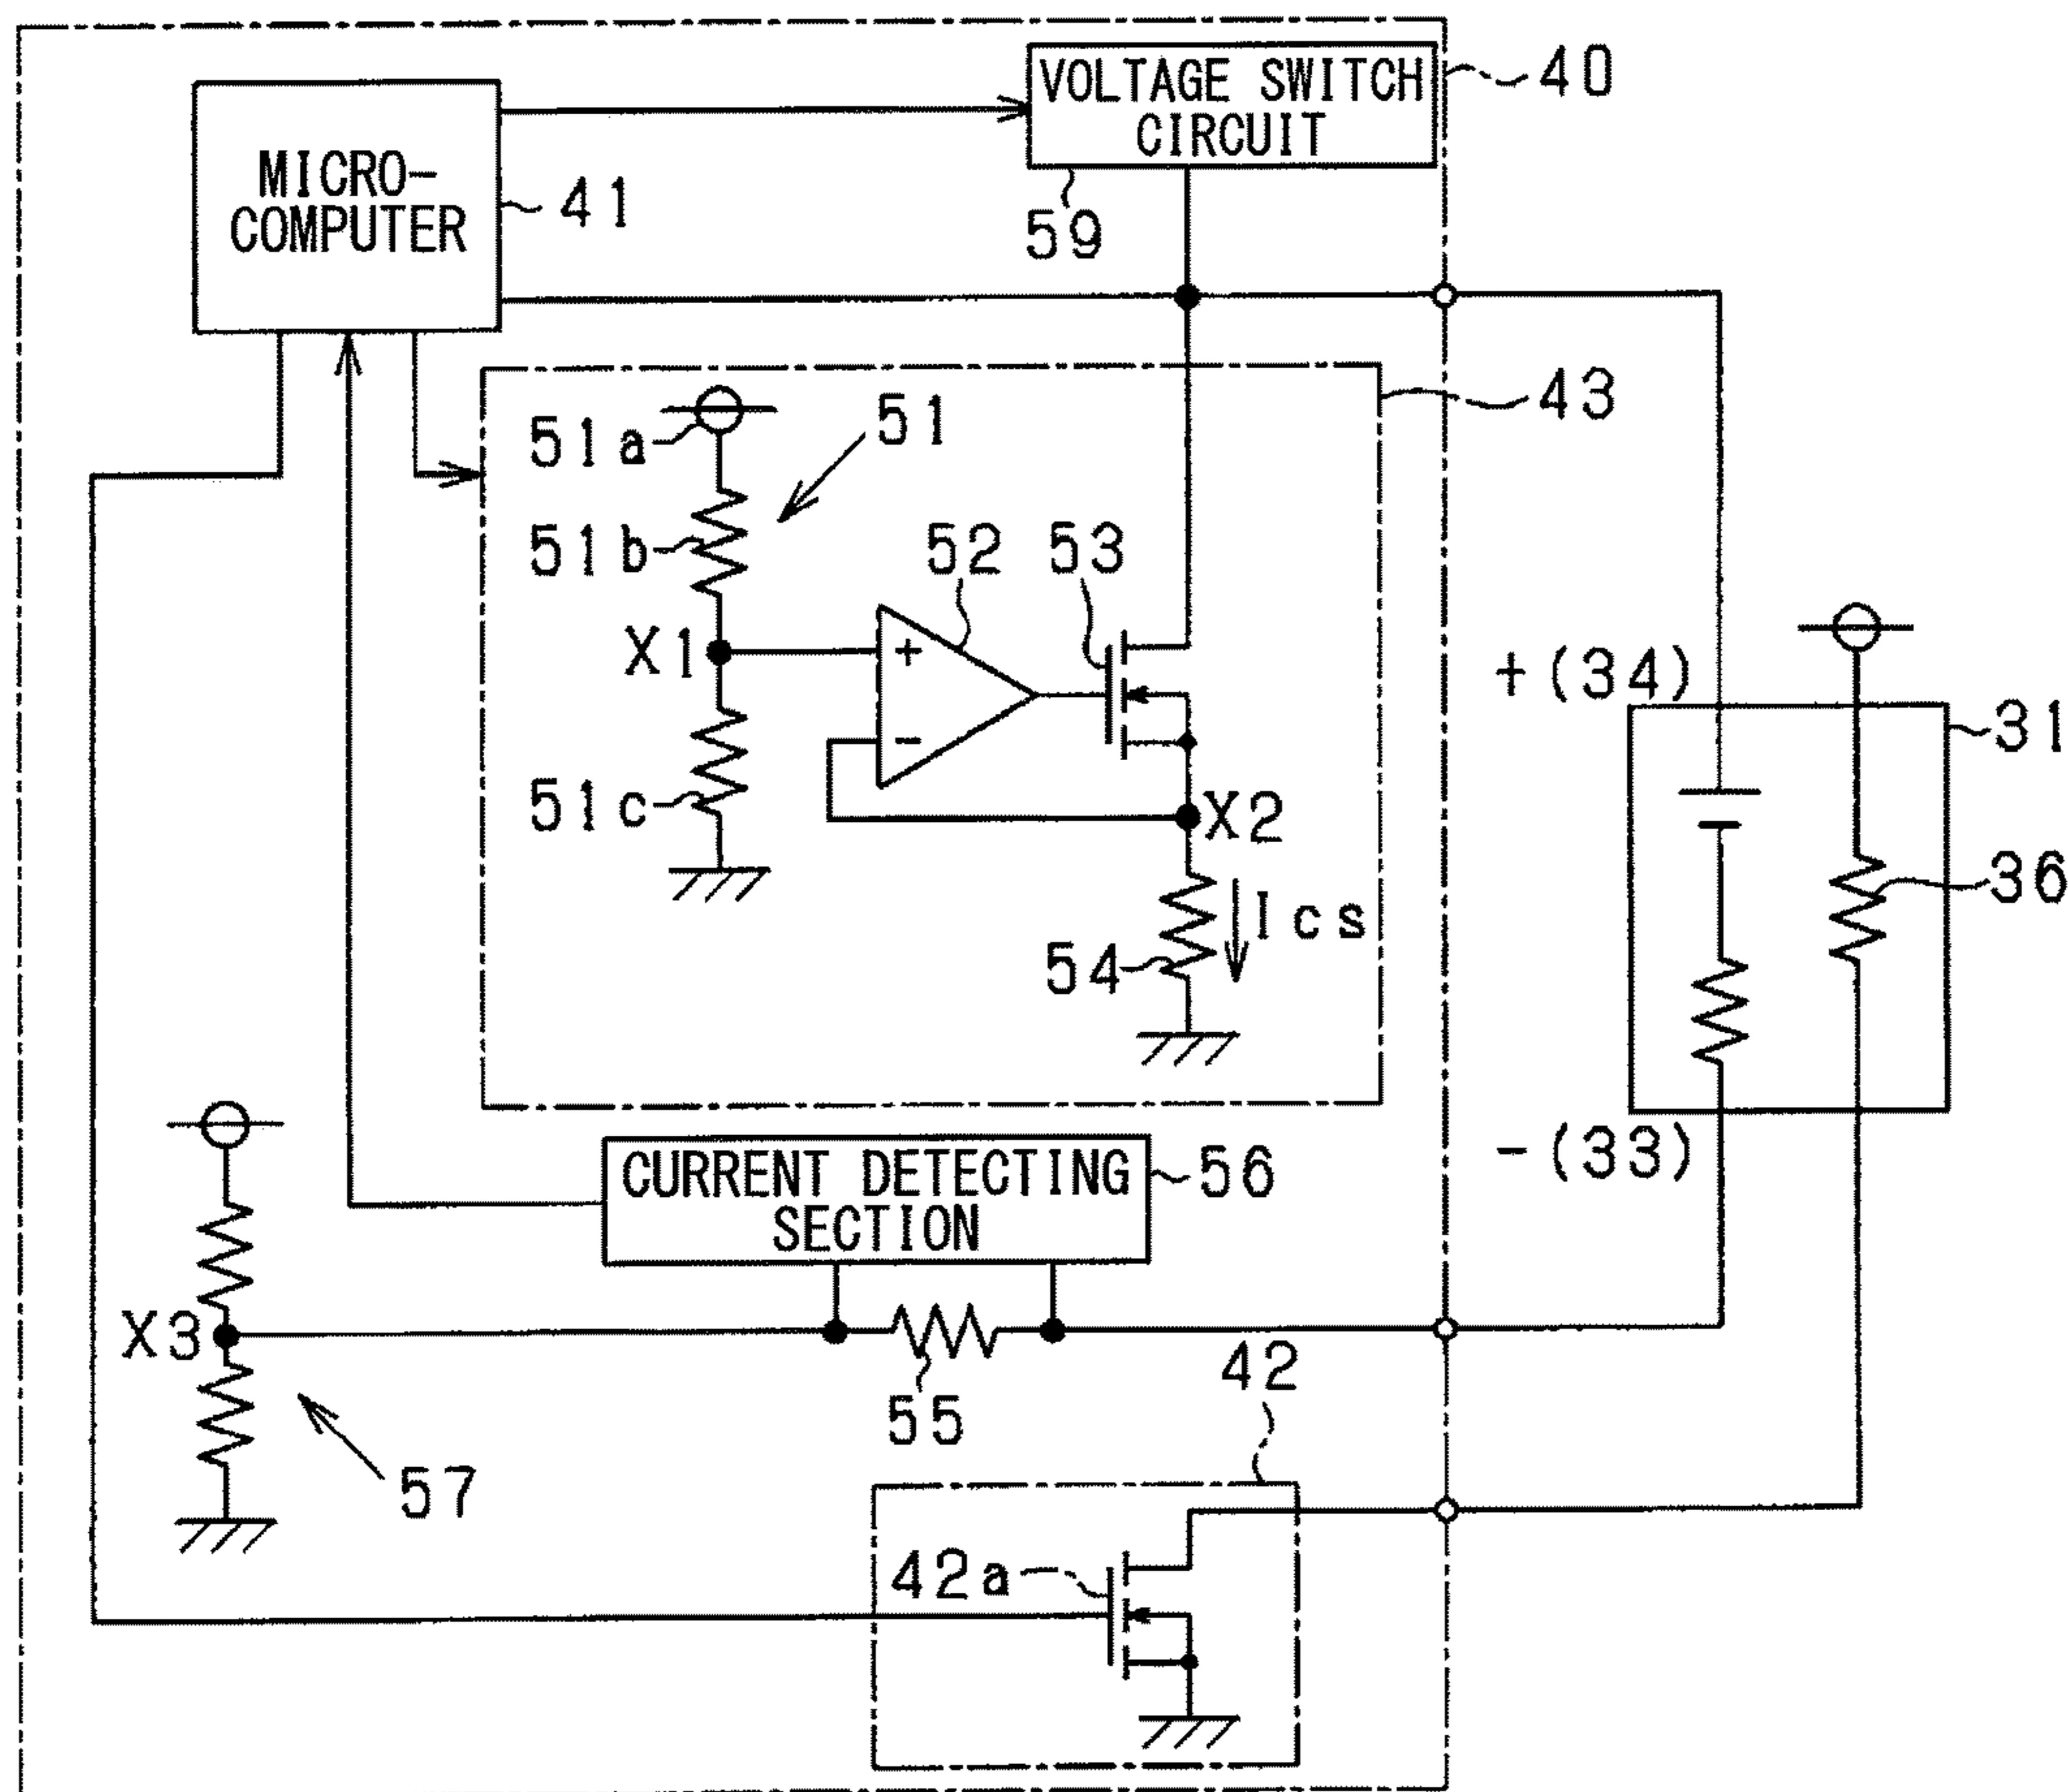 VOLTAGE SWITCH
CIRCUIT
40
MICRO-
COMPUTER
41
59
43
51a
51
51b
52
53
X1
+
-
+(34)
31
51c
X2
36
Ics
54
CURRENT DETECTING
SECTION
56
-(33)
X3
42
55
57
42a